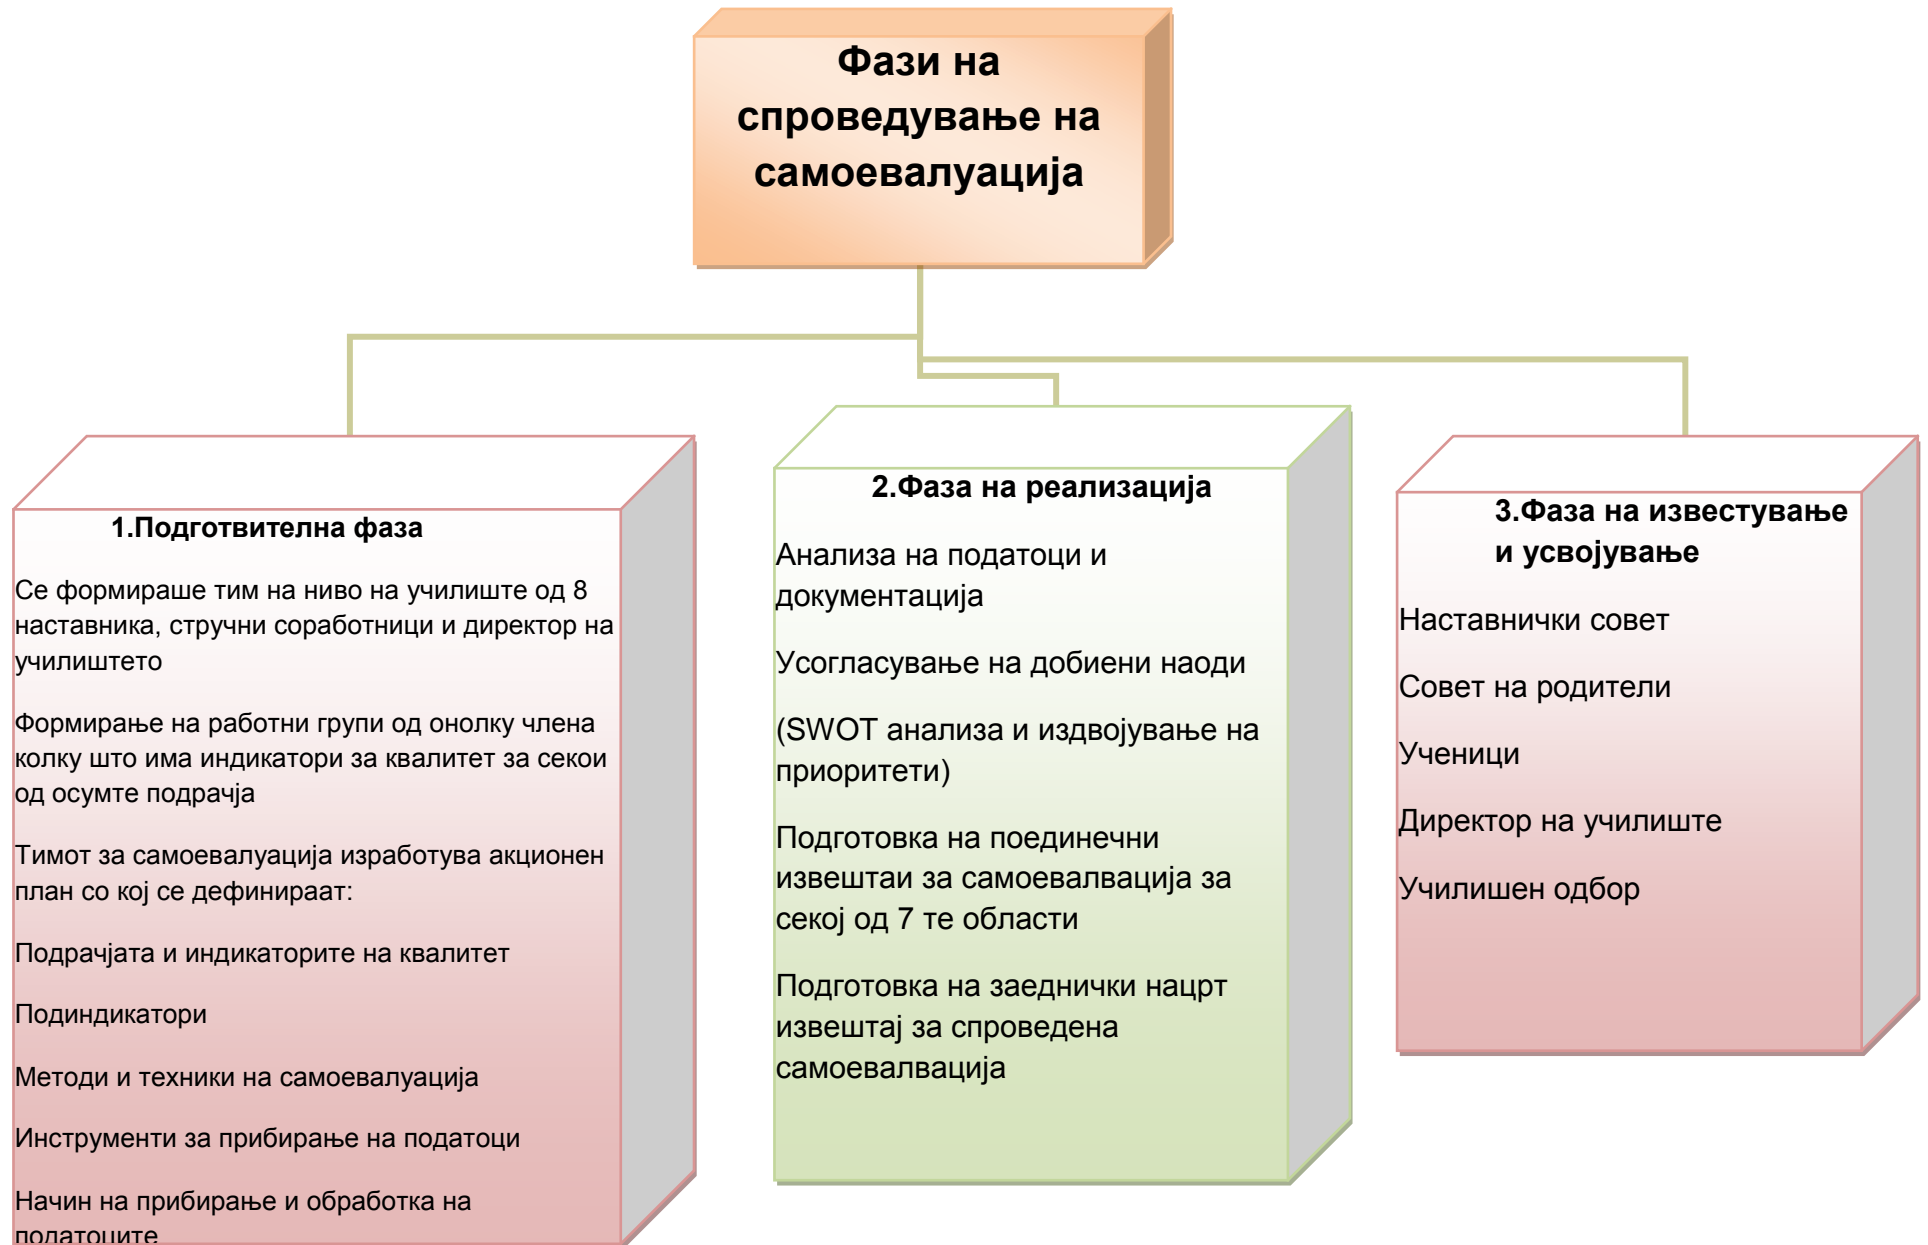 Фази на
спроведување на
самоевалуација
1.Подготвителна фаза
Се формираше тим на ниво на училиште од 8
наставника, стручни соработници и директор на
училиштето
Формирање на работни групи од онолку члена
колку што има индикатори за квалитет за секои
од осумте подрачја
Тимот за самоевалуација изработува акционен
план со кој се дефинираат:
Подрачјата и индикаторите на квалитет
Подиндикатори
Методи и техники на самоевалуација
Инструменти за прибирање на податоци
Начин на прибирање и обработка на
податоците
2.Фаза на реализација
Анализа на податоци и
документација
Усогласување на добиени наоди
(SWOT анализа и издвојување на
приоритети)
Подготовка на поединечни
извештаи за самоевалвација за
секој од 7 те области
Подготовка на заеднички нацрт
извештај за спроведена
самоевалвација
3.Фаза на известување
и усвојување
Наставнички совет
Совет на родители
Ученици
Директор на училиште
Училишен одбор